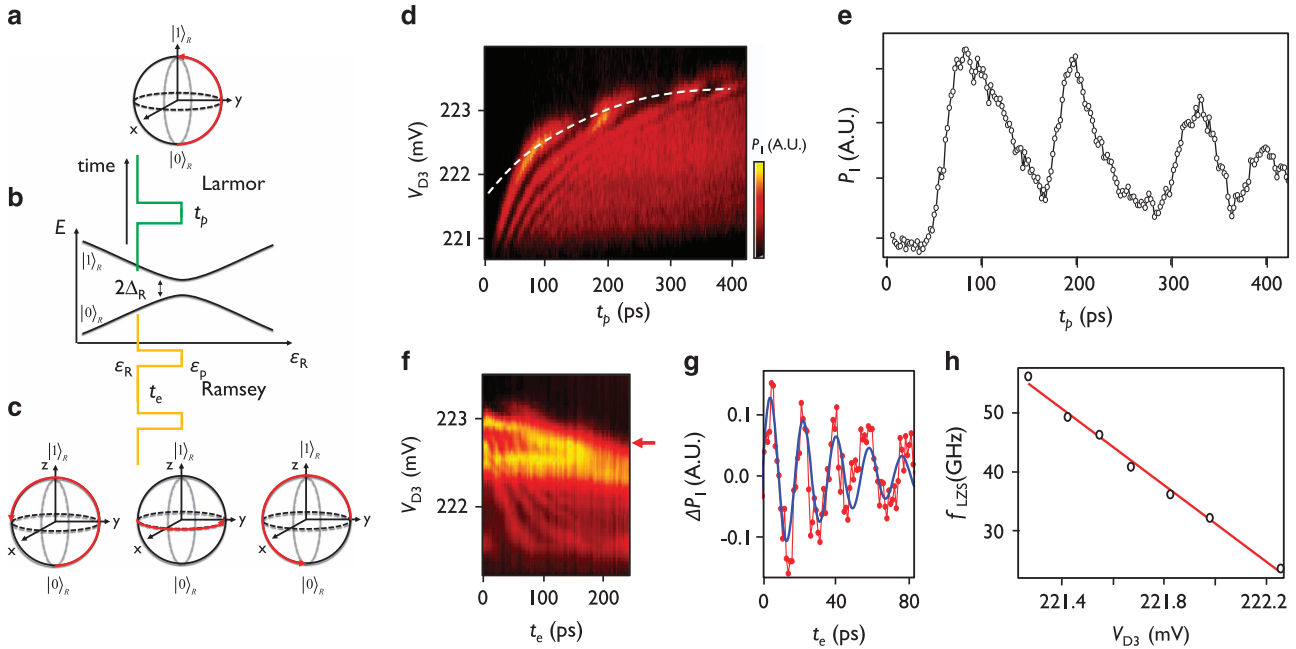 a
|1⟩R
y
x
|0⟩R
time
Larmor
tp
b
E
|1⟩R
2ΔR
|0⟩R
εR
εR
εp
te
Ramsey
c
|1⟩R
z
y
x
|0⟩R
|1⟩R
z
y
x
|0⟩R
|1⟩R
z
y
x
|0⟩R
d
VD3 (mV)
223
222
221
0
100
200
300
400
tp (ps)
PI (A.U.)
e
PI (A.U.)
0
100
200
300
400
tp (ps)
f
VD3 (mV)
223
222
0
100
200
te (ps)
g
ΔPI (A.U.)
0.1
0.0
-0.1
0
40
80
te (ps)
h
fLZS(GHz)
50
40
30
221.4
221.8
222.2
VD3 (mV)